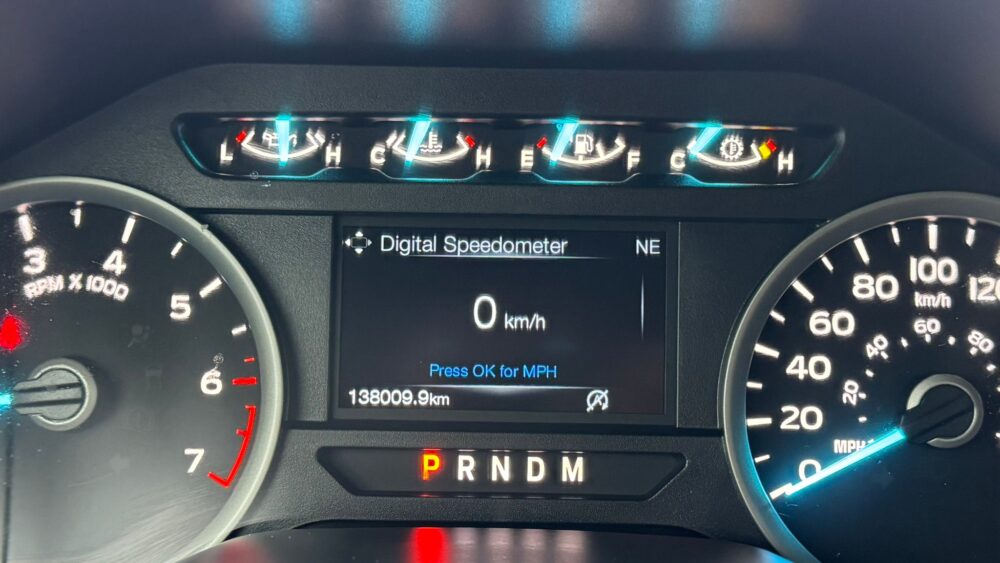 L H C H E F C H
Digital Speedometer NE
0 km/h
Press OK for MPH
138009.9km
P R N D M
3 4 5 6 7
RPM X 1000
0 20 40 60 80 100 120
km/h
20 40 60 80
MPH